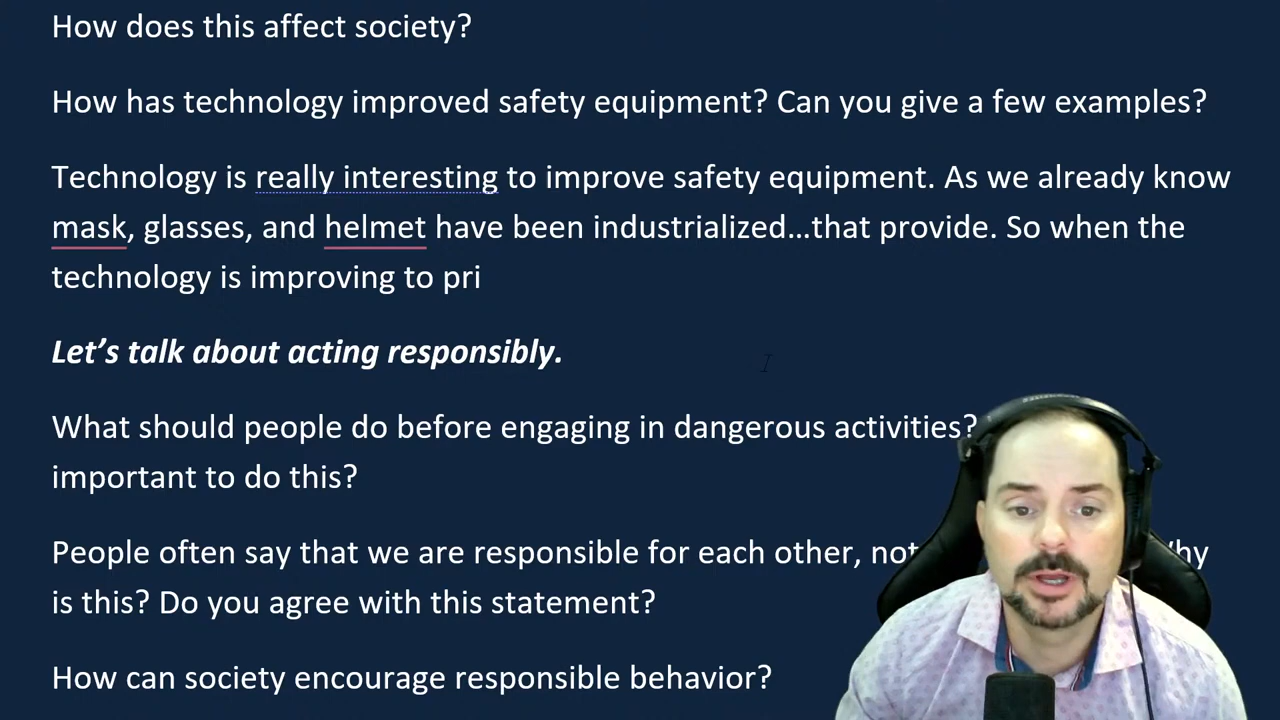 How does this affect society?
How has technology improved safety equipment? Can you give a few examples?
Technology is really interesting to improve safety equipment. As we already know
mask, glasses, and helmet have been industrialized…that provide. So when the
technology is improving to pri
Let’s talk about acting responsibly.
What should people do before engaging in dangerous activities?
important to do this?
People often say that we are responsible for each other, not
is this? Do you agree with this statement?
How can society encourage responsible behavior?